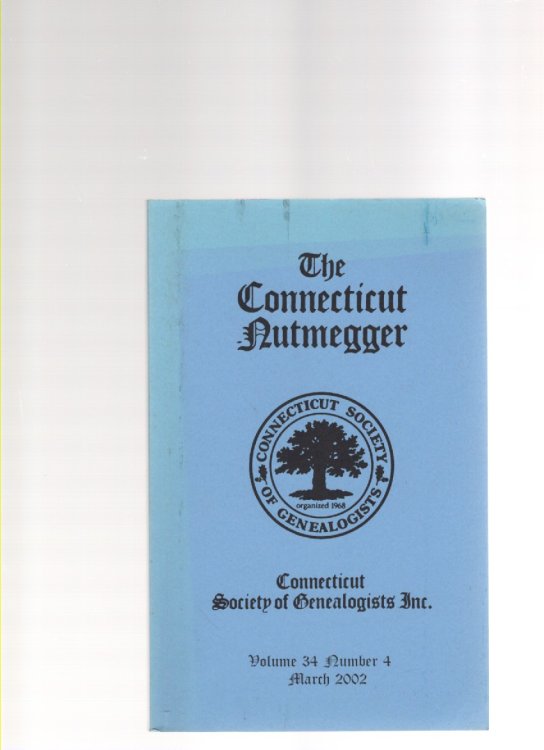 The
Connecticut
Nutmegger
CONNECTICUT SOCIETY
OF GENEALOGISTS
organized 1968
Connecticut
Society of Genealogists Inc.
Volume 34 Number 4
March 2002